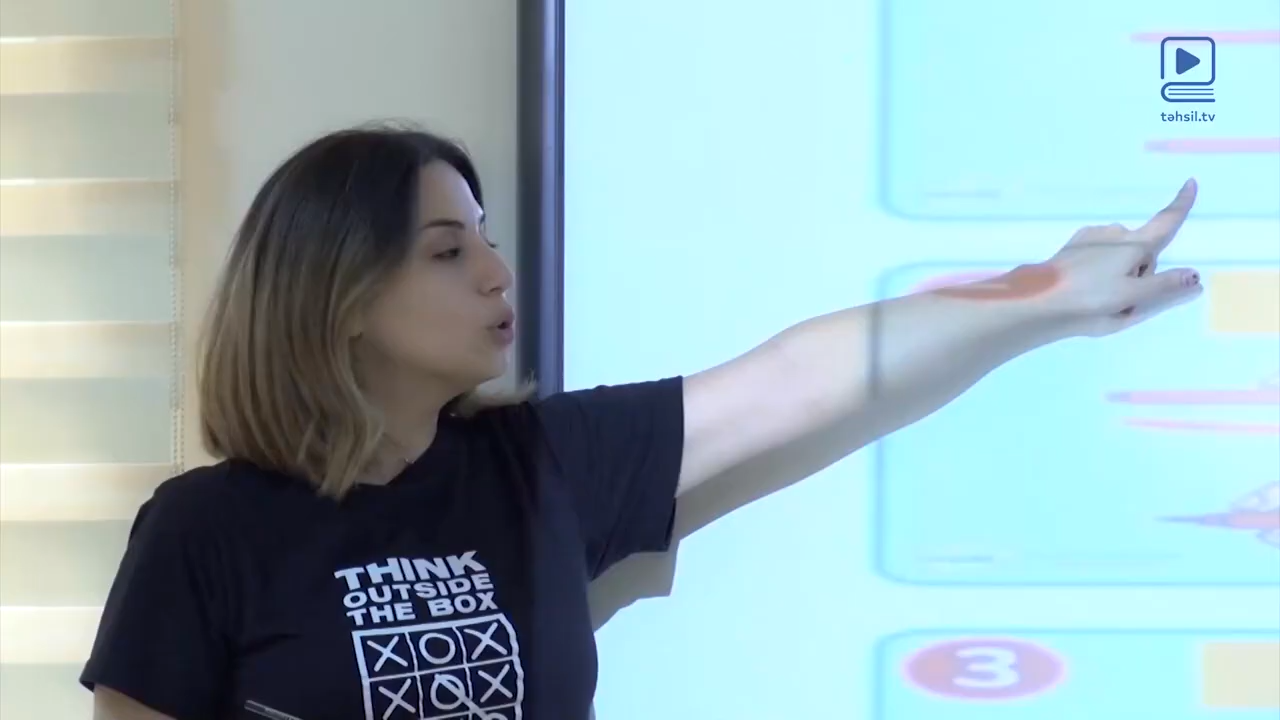 təhsil.tv
THINK
OUTSIDE
THE BOX
X O X
X O X
3